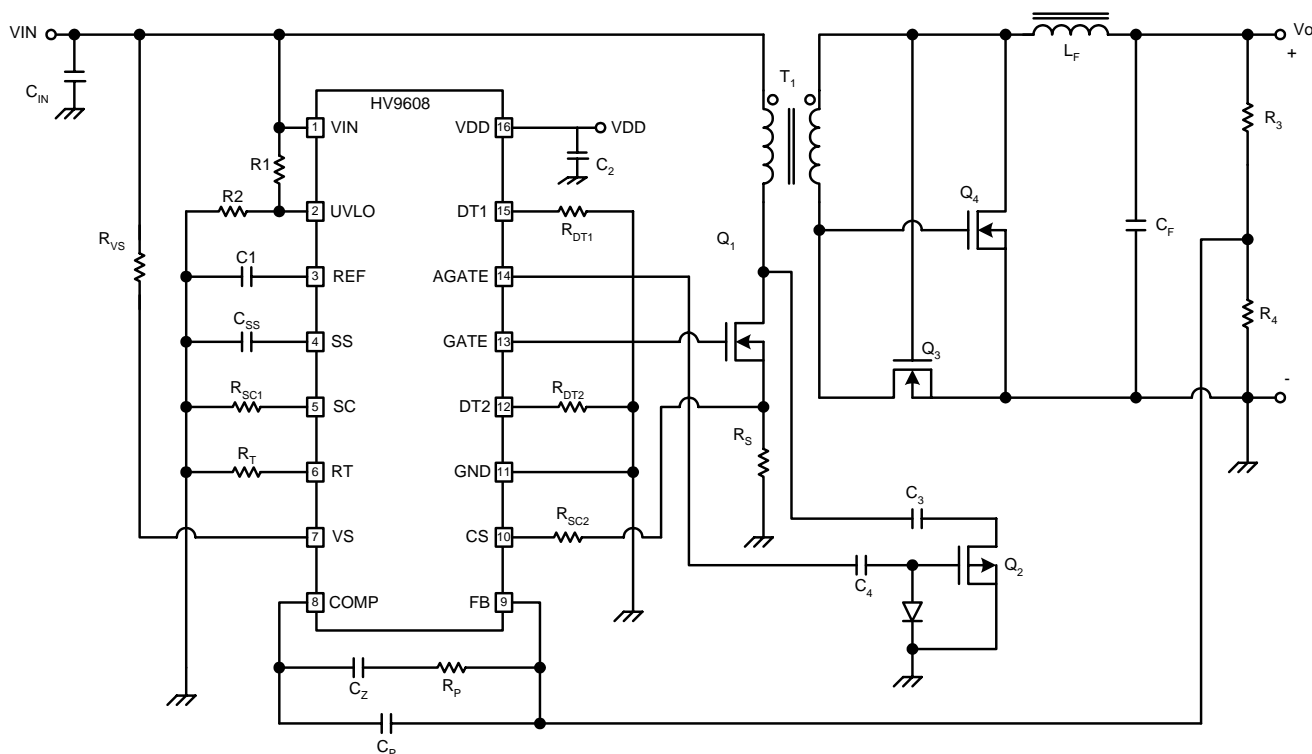 VIN
C_IN
R_VS
R1
R2
C1
C_SS
R_SC1
R_T
HV9608
1 VIN
2 UVLO
3 REF
4 SS
5 SC
6 RT
7 VS
8 COMP
VDD 16
DT1 15
AGATE 14
GATE 13
DT2 12
GND 11
CS 10
FB 9
VDD
C_2
R_DT1
R_DT2
R_SC2
C_Z
R_P
C_P
Q_1
R_S
T_1
Q_4
Q_3
C_3
C_4
Q_2
L_F
C_F
R_3
R_4
Vo
+
-